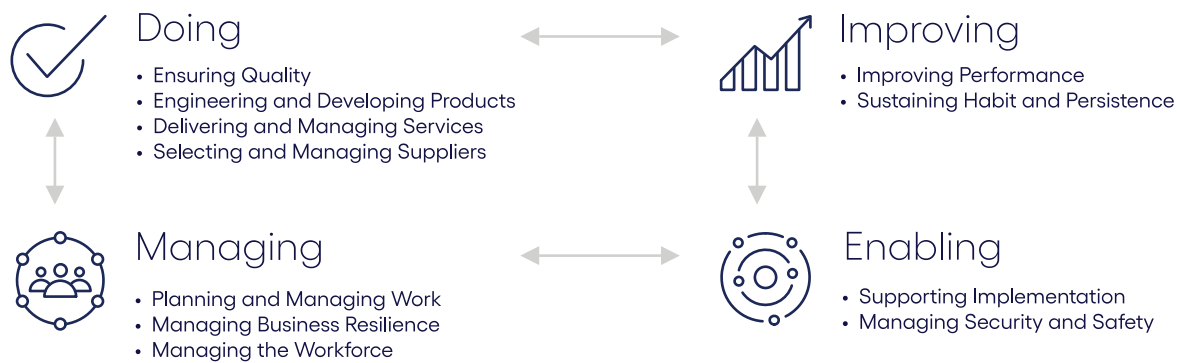 Doing
• Ensuring Quality
• Engineering and Developing Products
• Delivering and Managing Services
• Selecting and Managing Suppliers
Improving
• Improving Performance
• Sustaining Habit and Persistence
Managing
• Planning and Managing Work
• Managing Business Resilience
• Managing the Workforce
Enabling
• Supporting Implementation
• Managing Security and Safety